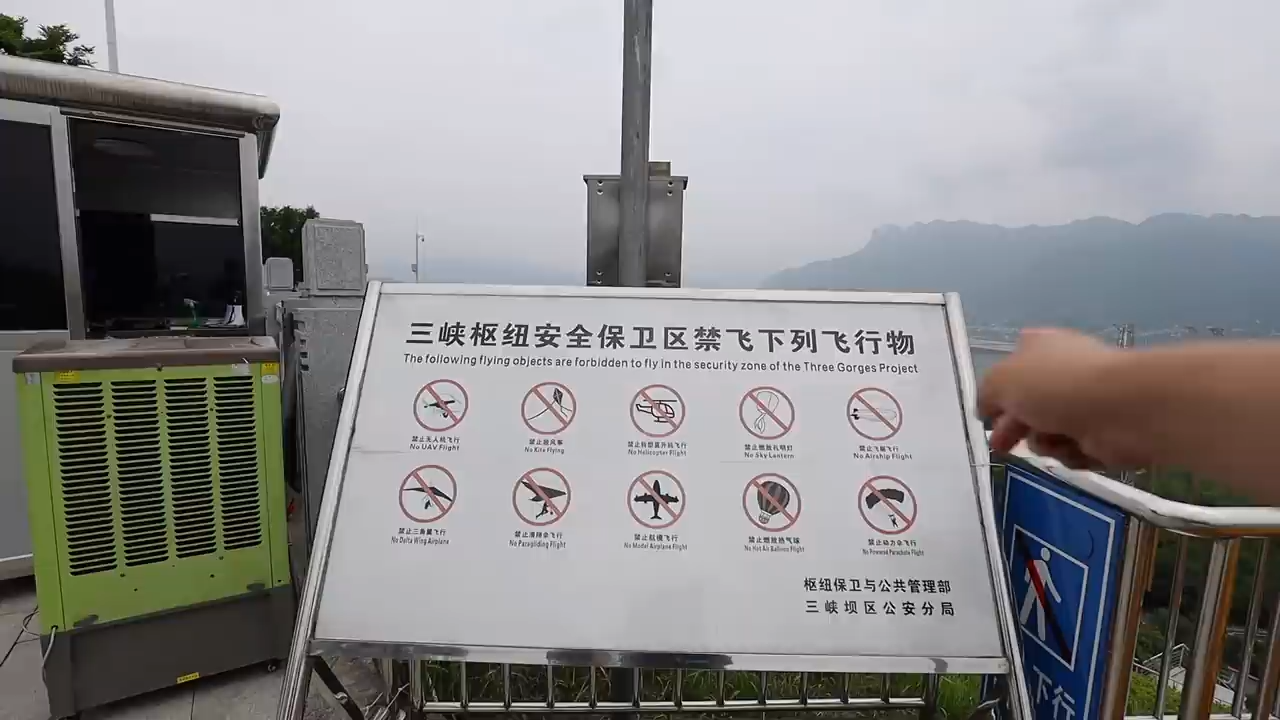 三峡枢纽安全保卫区禁飞下列飞行物
The following flying objects are forbidden to fly in the security zone of the Three Gorges Project
禁止无人机飞行
No UAV Flight
禁止放风筝
No Kite Flying
禁止轻型直升机飞行
No Helicopter Flight
禁止燃放孔明灯
No Sky Lantern
禁止飞艇飞行
No Airship Flight
禁止三角翼飞行
No Delta Wing Airplane
禁止滑翔伞飞行
No Paragliding Flight
禁止航模飞行
No Model Airplane Flight
禁止燃放热气球
No Hot Air Balloon Flight
禁止动力伞飞行
No Powered Parachute Flight
枢纽保卫与公共管理部
三峡坝区公安分局
下行